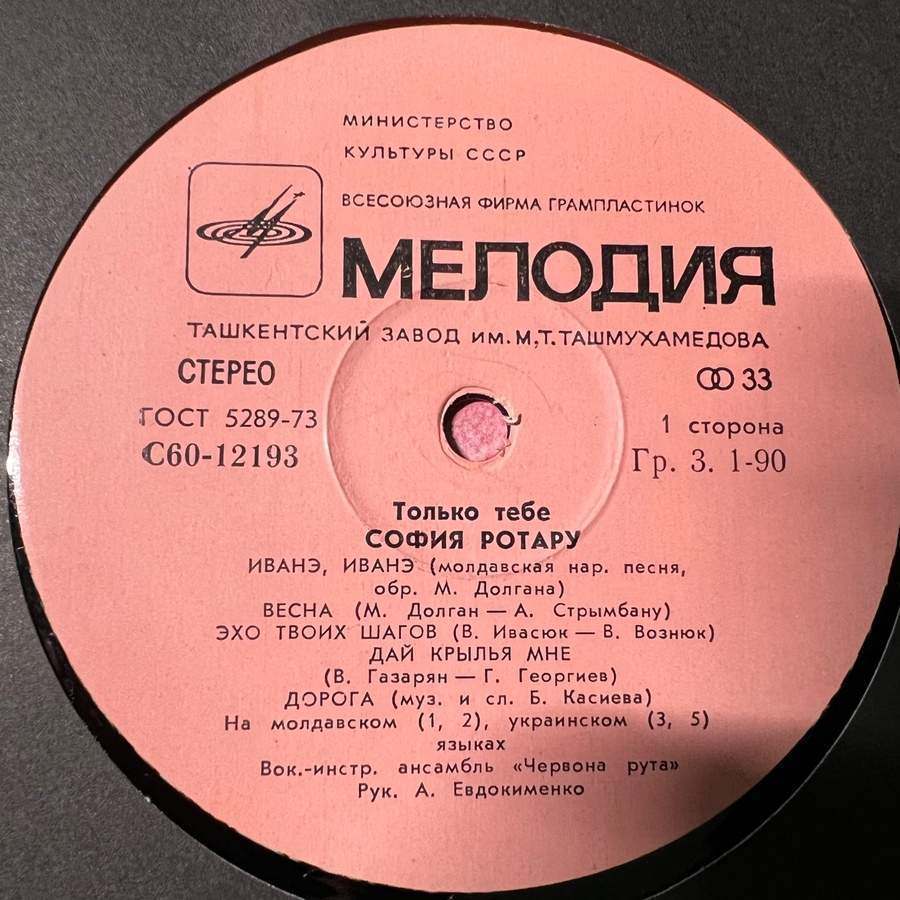 МИНИСТЕРСТВО
КУЛЬТУРЫ СССР
ВСЕСОЮЗНАЯ ФИРМА ГРАМПЛАСТИНОК
МЕЛОДИЯ
ТАШКЕНТСКИЙ ЗАВОД ИМ. М.Т. ТАШМУХАМЕДОВА
СТЕРЕО 33
ГОСТ 5289-73 1 сторона
С60-12193 Гр. 3. 1-90
Только тебе
СОФИЯ РОТАРУ
ИВАНЭ, ИВАНЭ (молдавская нар. песня,
обр. М. Долгана)
ВЕСНА (М. Долган — А. Стрымбану)
ЭХО ТВОИХ ШАГОВ (В. Ивасюк — В. Вознюк)
ДАЙ КРЫЛЬЯ МНЕ
(В. Газарян — Г. Георгиев)
ДОРОГА (муз. и сл. Б. Касиева)
На молдавском (1, 2), украинском (3, 5)
языках
Вок.-инстр. ансамбль «Червона рута»
Рук. А. Евдокименко